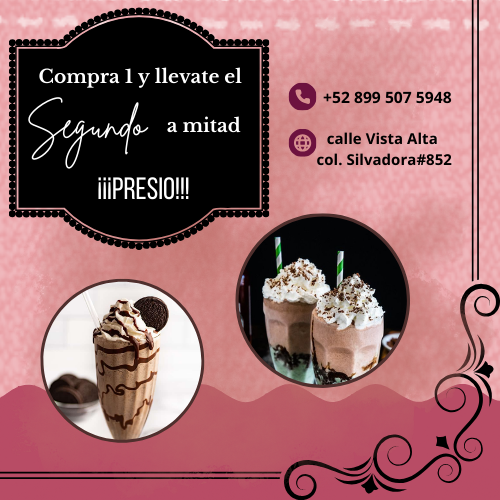 Compra 1 y llevate el
Segundo a mitad
¡¡¡PRESIO!!!
+52 899 507 5948
calle Vista Alta
col. Silvadora#852